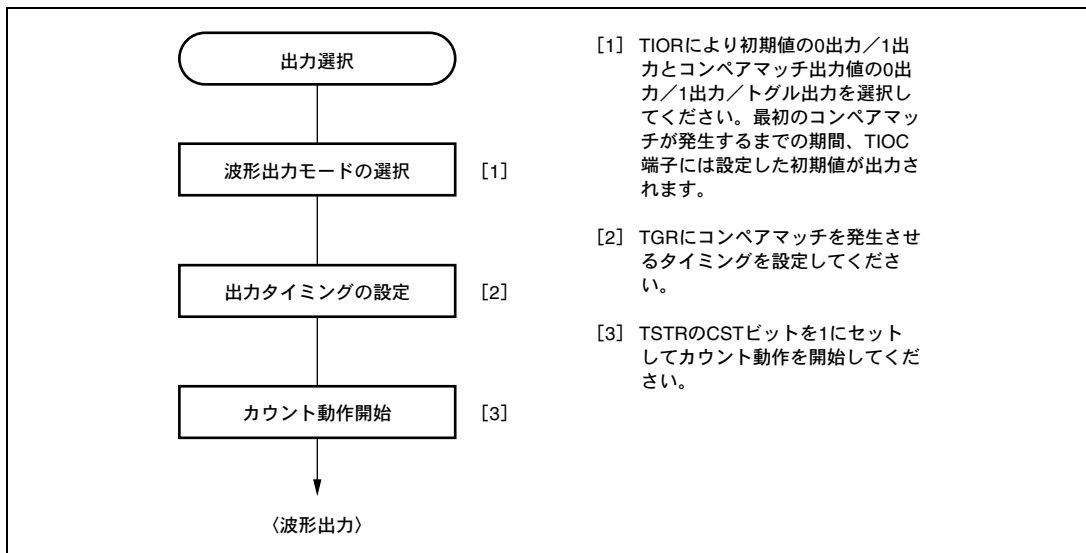 出力選択
波形出力モードの選択 [1]
出力タイミングの設定 [2]
カウント動作開始 [3]
〈波形出力〉
[1] TIORにより初期値の0出力／1出
力とコンペアマッチ出力値の0出
力／1出力／トグル出力を選択し
てください。最初のコンペアマッ
チが発生するまでの期間、TIOC
端子には設定した初期値が出力さ
れます。
[2] TGRにコンペアマッチを発生させ
るタイミングを設定してくださ
い。
[3] TSTRのCSTビットを1にセット
してカウント動作を開始してくだ
さい。